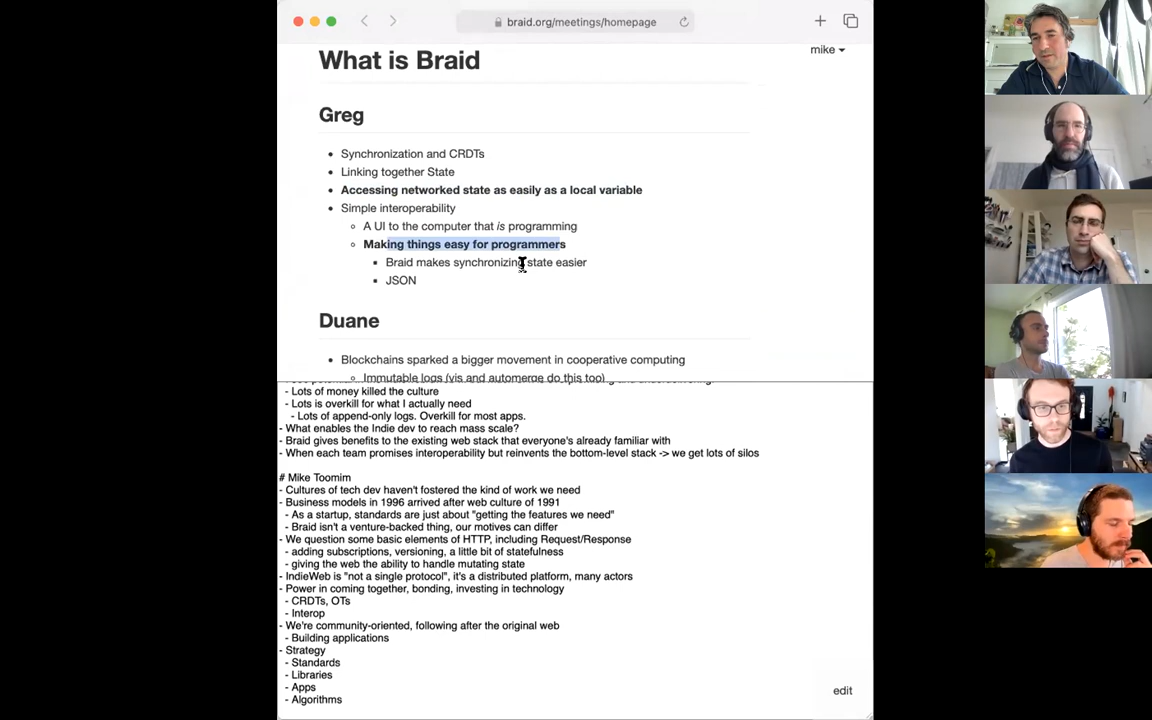 braid.org/meetings/homepage
What is Braid
mike
Greg
• Synchronization and CRDTs
• Linking together State
• Accessing networked state as easily as a local variable
• Simple interoperability
◦ A UI to the computer that is programming
◦ Making things easy for programmers
▪ Braid makes synchronizing state easier
▪ JSON
Duane
• Blockchains sparked a bigger movement in cooperative computing
◦ Immutable logs (vis and automerge do this too)
- Lots of money killed the culture
- Lots is overkill for what I actually need
- Lots of append-only logs. Overkill for most apps.
- What enables the Indie dev to reach mass scale?
- Braid gives benefits to the existing web stack that everyone's already familiar with
- When each team promises interoperability but reinvents the bottom-level stack -> we get lots of silos
# Mike Toomim
- Cultures of tech dev haven't fostered the kind of work we need
- Business models in 1996 arrived after web culture of 1991
- As a startup, standards are just about "getting the features we need"
- Braid isn't a venture-backed thing, our motives can differ
- We question some basic elements of HTTP, including Request/Response
- adding subscriptions, versioning, a little bit of statefulness
- giving the web the ability to handle mutating state
- IndieWeb is "not a single protocol", it's a distributed platform, many actors
- Power in coming together, bonding, investing in technology
- CRDTs, OTs
- Interop
- We're community-oriented, following after the original web
- Building applications
- Strategy
- Standards
- Libraries
- Apps
- Algorithms
edit